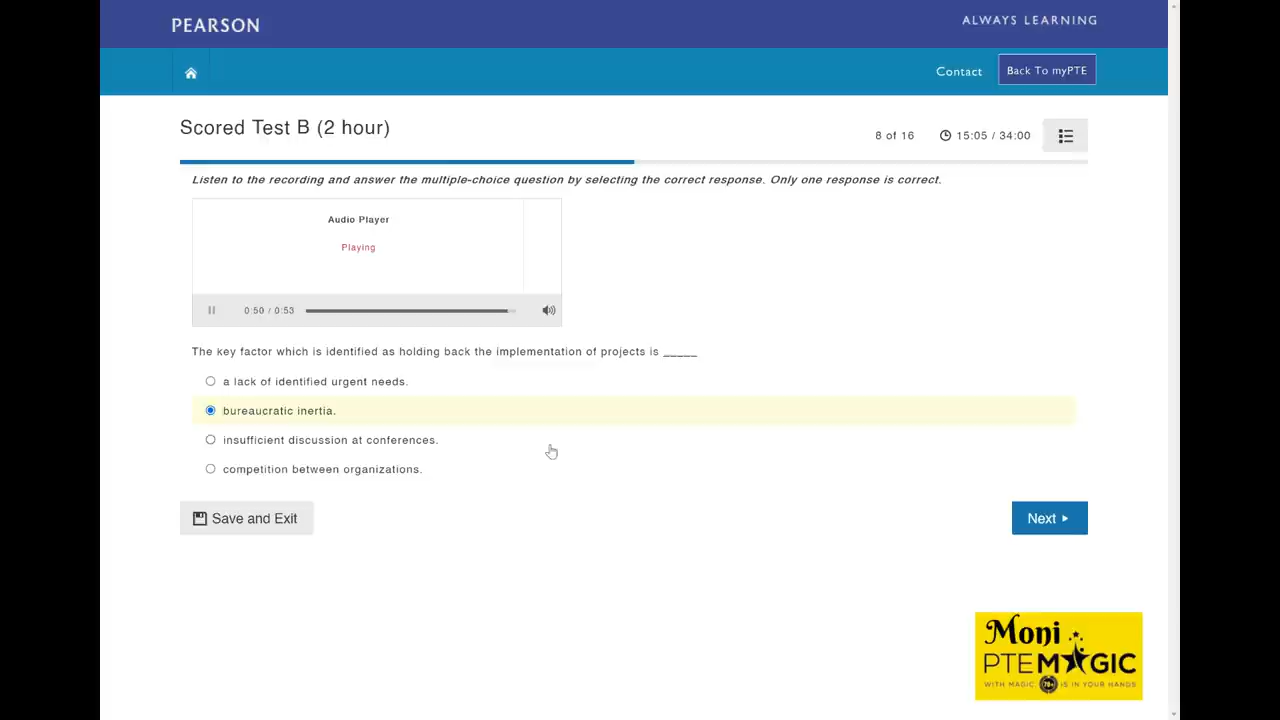 PEARSON
ALWAYS LEARNING
Contact
Back To myPTE
Scored Test B (2 hour)
8 of 16
15:05 / 34:00
Listen to the recording and answer the multiple-choice question by selecting the correct response. Only one response is correct.
Audio Player
Playing
0:50 / 0:53
The key factor which is identified as holding back the implementation of projects is _____
a lack of identified urgent needs.
bureaucratic inertia.
insufficient discussion at conferences.
competition between organizations.
Save and Exit
Next
Moni
PTEMAGIC
WITH MAGIC, 79+ IS IN YOUR HANDS